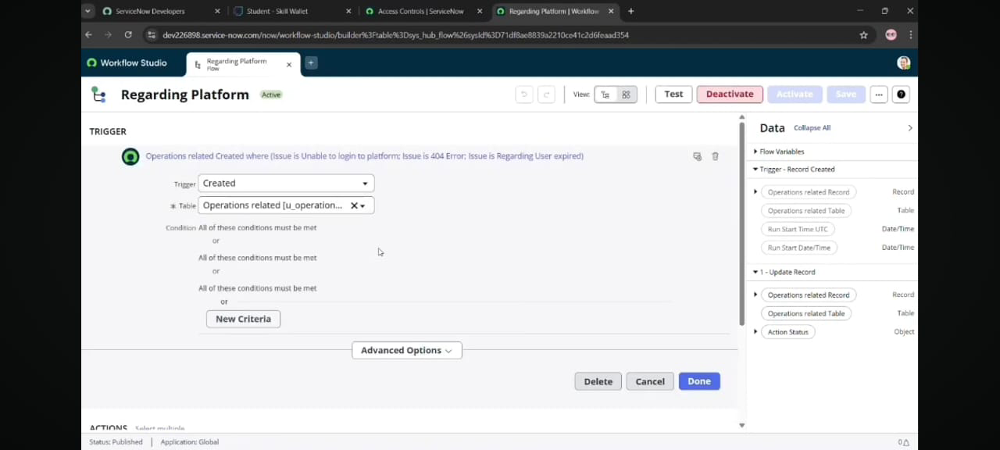 ServiceNow Developers
Student - Skill Wallet
Access Controls | ServiceNow
Regarding Platform | Workflow
dev226898.service-now.com/now/workflow-studio/builder%3Ftable%3Dsys_hub_flow%26sysId%3D71df8ae8839a2210ce41c2d6feaad354
Workflow Studio
Regarding Platform
Flow
Regarding Platform
Active
View:
Test
Deactivate
Activate
Save
TRIGGER
Operations related Created where (Issue is Unable to login to platform; Issue is 404 Error; Issue is Regarding User expired)
Trigger
Created
* Table
Operations related [u_operation...
Condition
All of these conditions must be met
or
All of these conditions must be met
or
All of these conditions must be met
or
New Criteria
Advanced Options
Delete
Cancel
Done
ACTIONS Select multiple
Data
Collapse All
Flow Variables
Trigger - Record Created
Operations related Record
Record
Operations related Table
Table
Run Start Time UTC
Date/Time
Run Start Date/Time
Date/Time
1 - Update Record
Operations related Record
Record
Operations related Table
Table
Action Status
Object
Status: Published | Application: Global
0